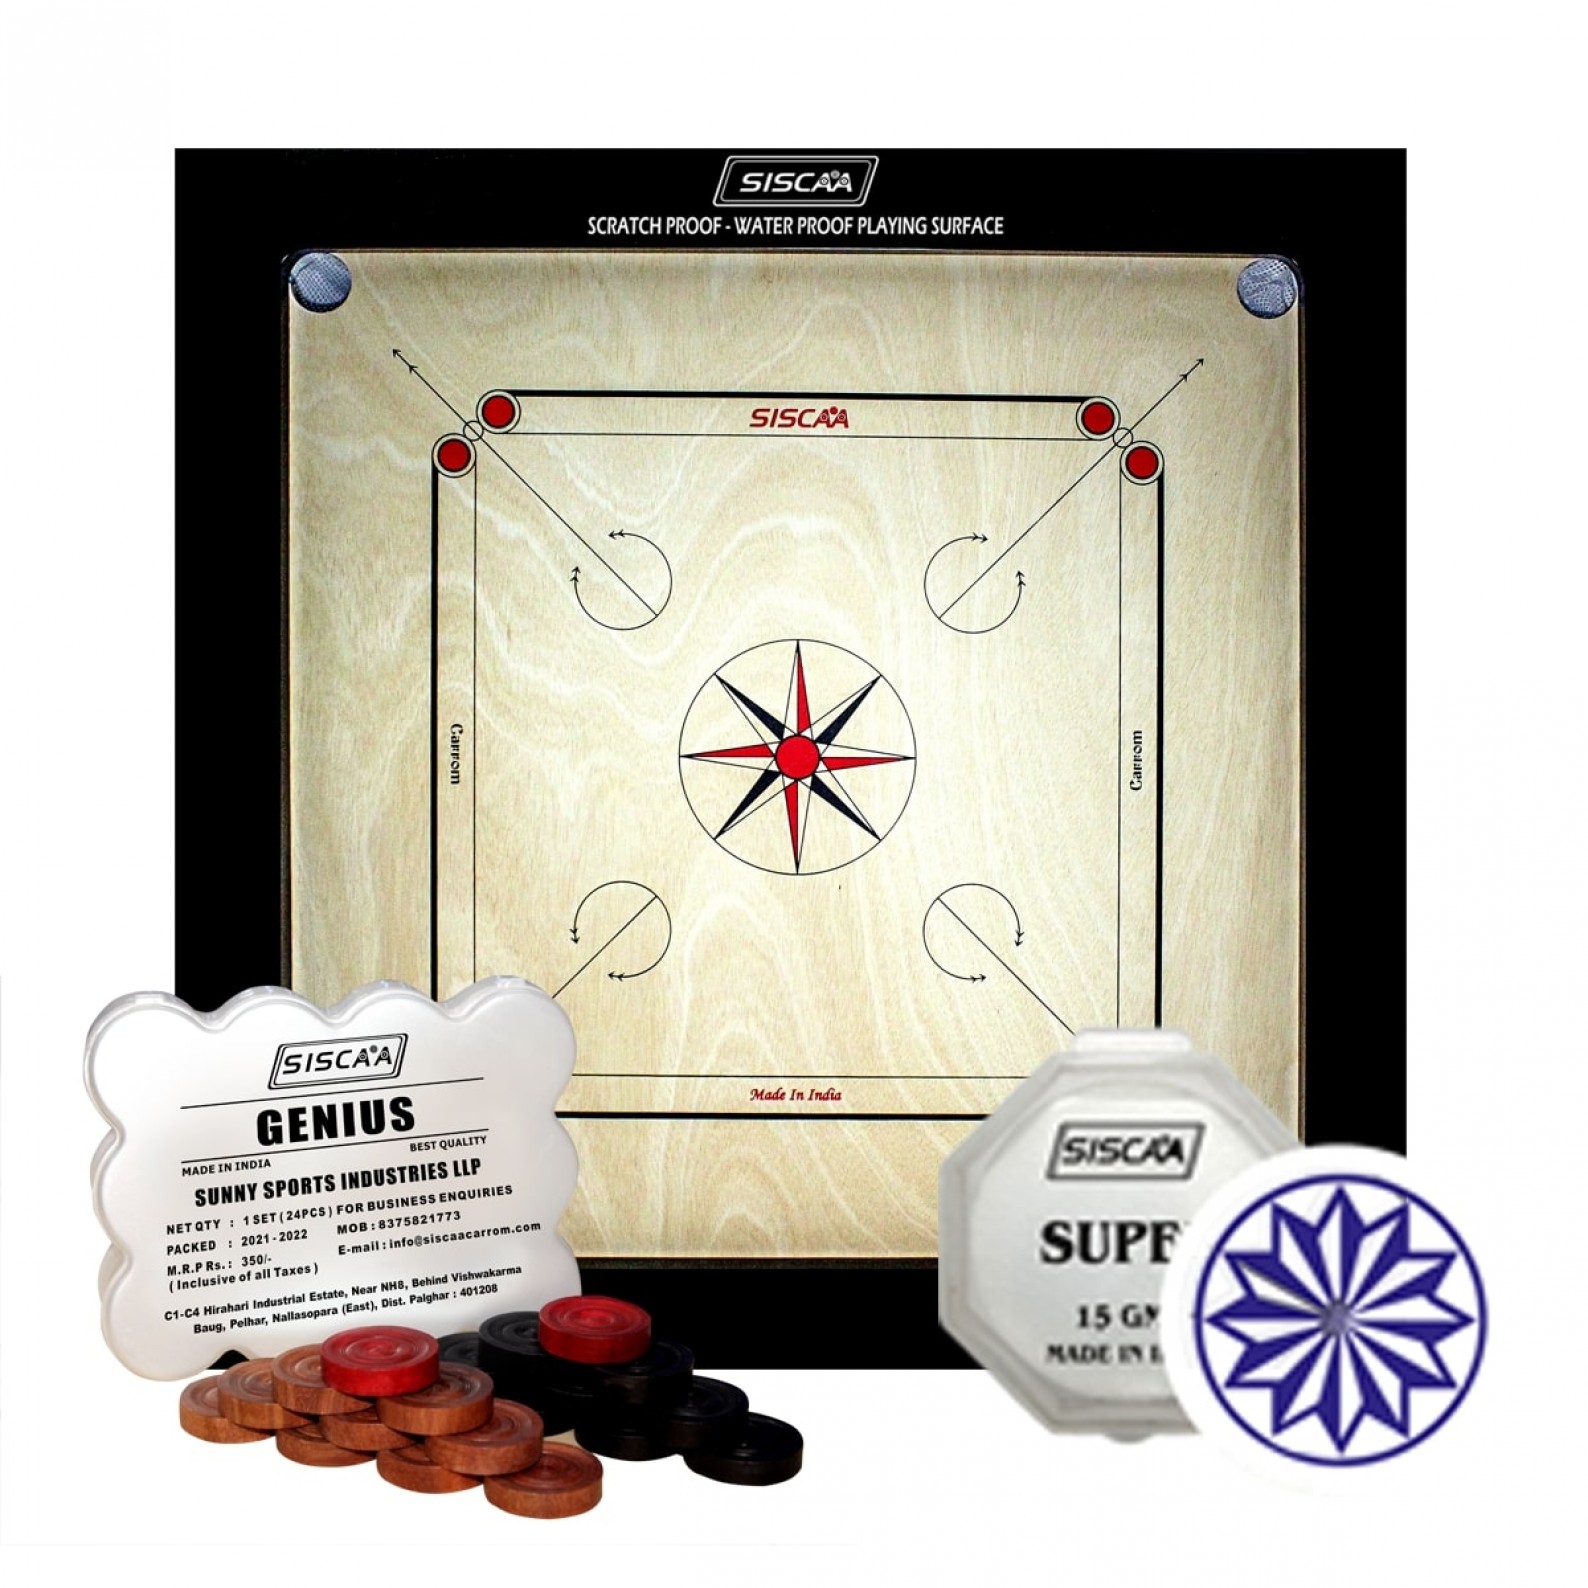 SISCAA
SCRATCH PROOF - WATER PROOF PLAYING SURFACE
SISCAA
Carrom
Carrom
Made In India
SISCAA
GENIUS
BEST QUALITY
MADE IN INDIA
SUNNY SPORTS INDUSTRIES LLP
NET QTY : 1 SET (24PCS) FOR BUSINESS ENQUIRIES
PACKED : 2021-2022 MOB : 8375821773
M.R.P Rs. : 350/- E-mail : info@siscaacarrom.com
(Inclusive of all Taxes)
C1-C4 Hirahari Industrial Estate, Near NH8, Behind Vishwakarma
Baug, Pelhar, Nallasopara (East), Dist. Palghar : 401208
SISCAA
15
MADE IN